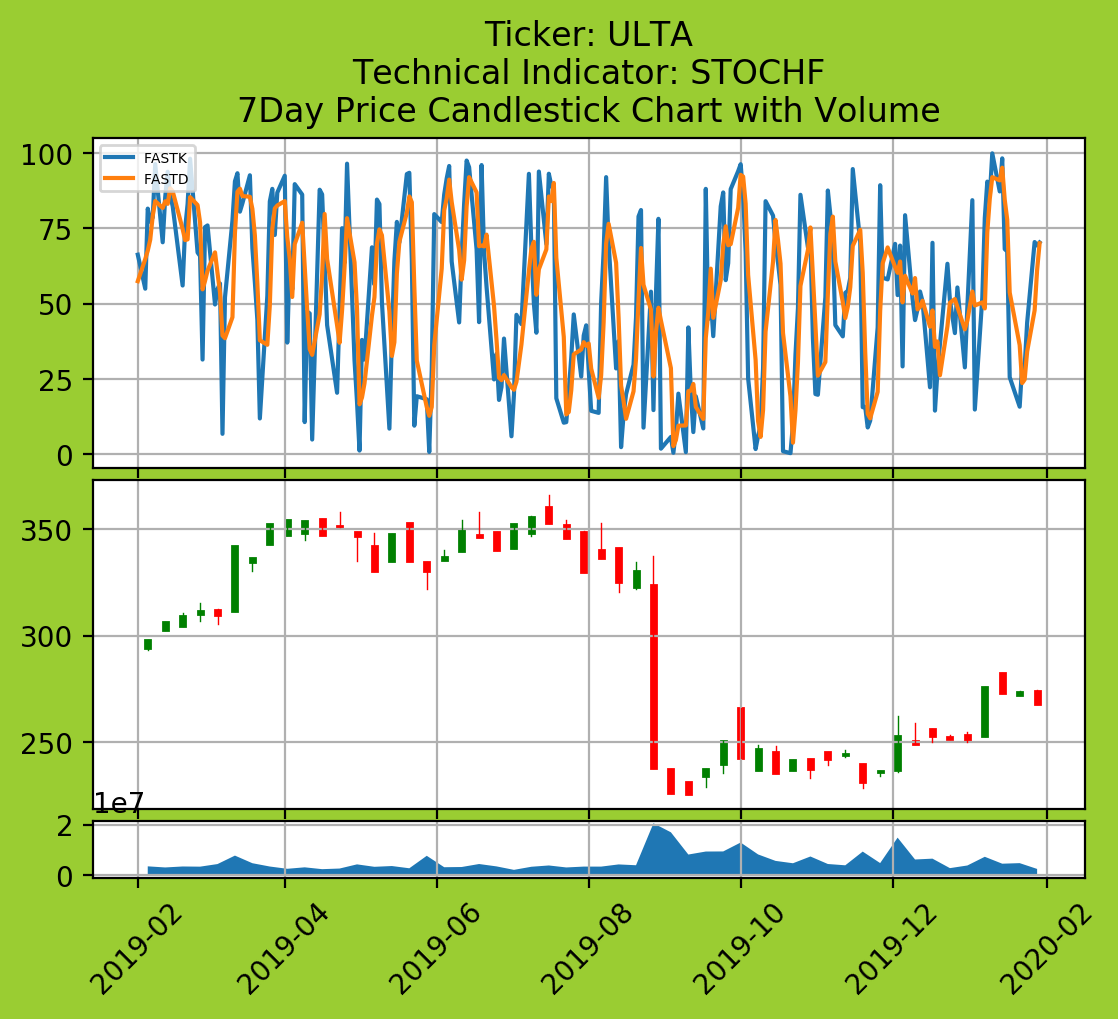 Ticker: ULTA
Technical Indicator: STOCHF
7Day Price Candlestick Chart with Volume
100
75
50
25
0
FASTK
FASTD
350
300
250
1e7
2
0
2019-02
2019-04
2019-06
2019-08
2019-10
2019-12
2020-02